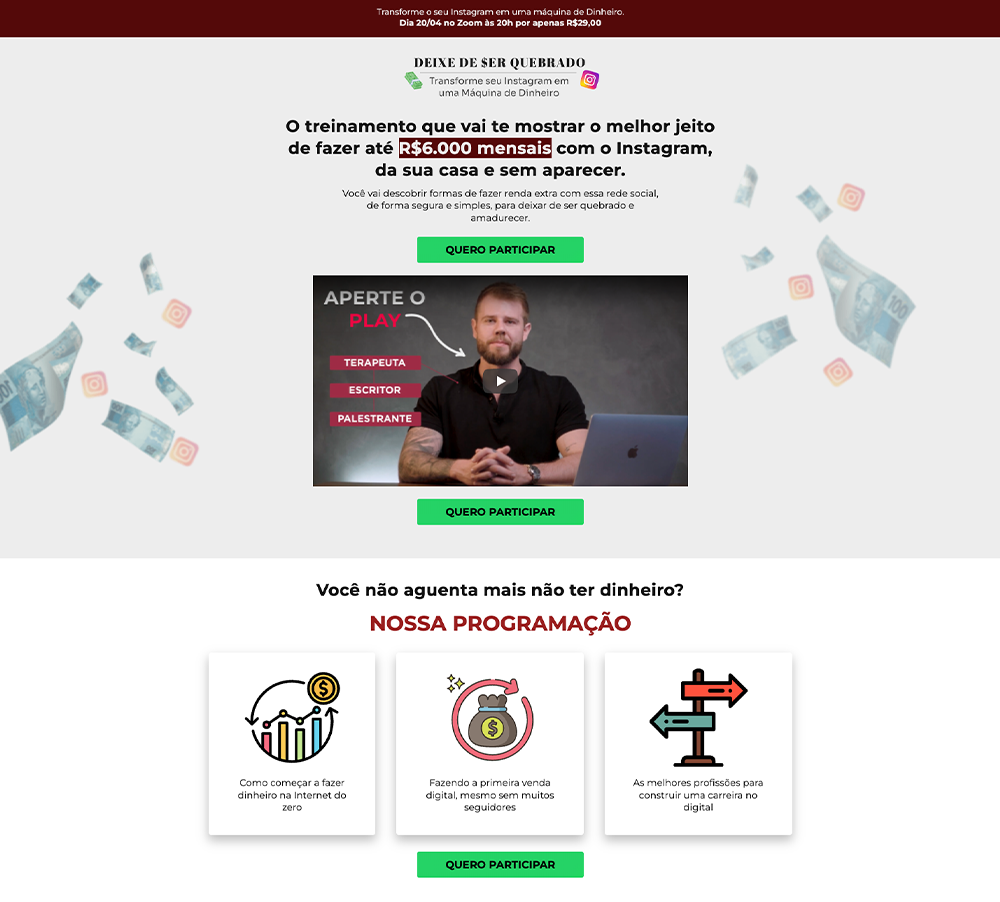 Transforme o seu Instagram em uma máquina de Dinheiro.
Dia 20/04 no Zoom às 20h por apenas R$29,00
DEIXE DE $ER QUEBRADO
Transforme seu Instagram em
uma Máquina de Dinheiro
O treinamento que vai te mostrar o melhor jeito
de fazer até R$6.000 mensais com o Instagram,
da sua casa e sem aparecer.
Você vai descobrir formas de fazer renda extra com essa rede social,
de forma segura e simples, para deixar de ser quebrado e
amadurecer.
QUERO PARTICIPAR
APERTE O
PLAY
TERAPEUTA
ESCRITOR
PALESTRANTE
QUERO PARTICIPAR
Você não aguenta mais não ter dinheiro?
NOSSA PROGRAMAÇÃO
Como começar a fazer
dinheiro na Internet do
zero
Fazendo a primeira venda
digital, mesmo sem muitos
seguidores
As melhores profissões para
construir uma carreira no
digital
QUERO PARTICIPAR